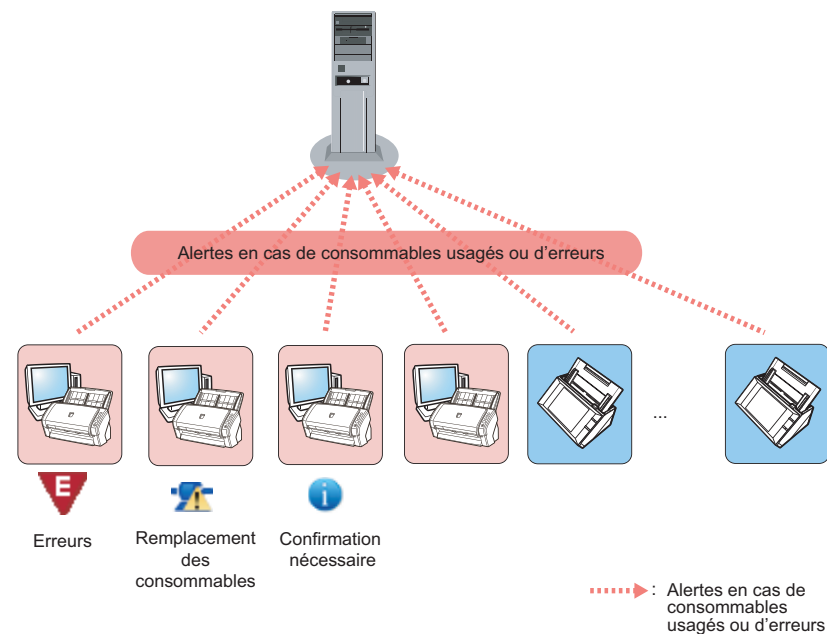 Alertes en cas de consommables usagés ou d’erreurs
...
E
i
Erreurs
Remplacement
des
consommables
Confirmation
nécessaire
: Alertes en cas de
consommables
usagés ou d’erreurs